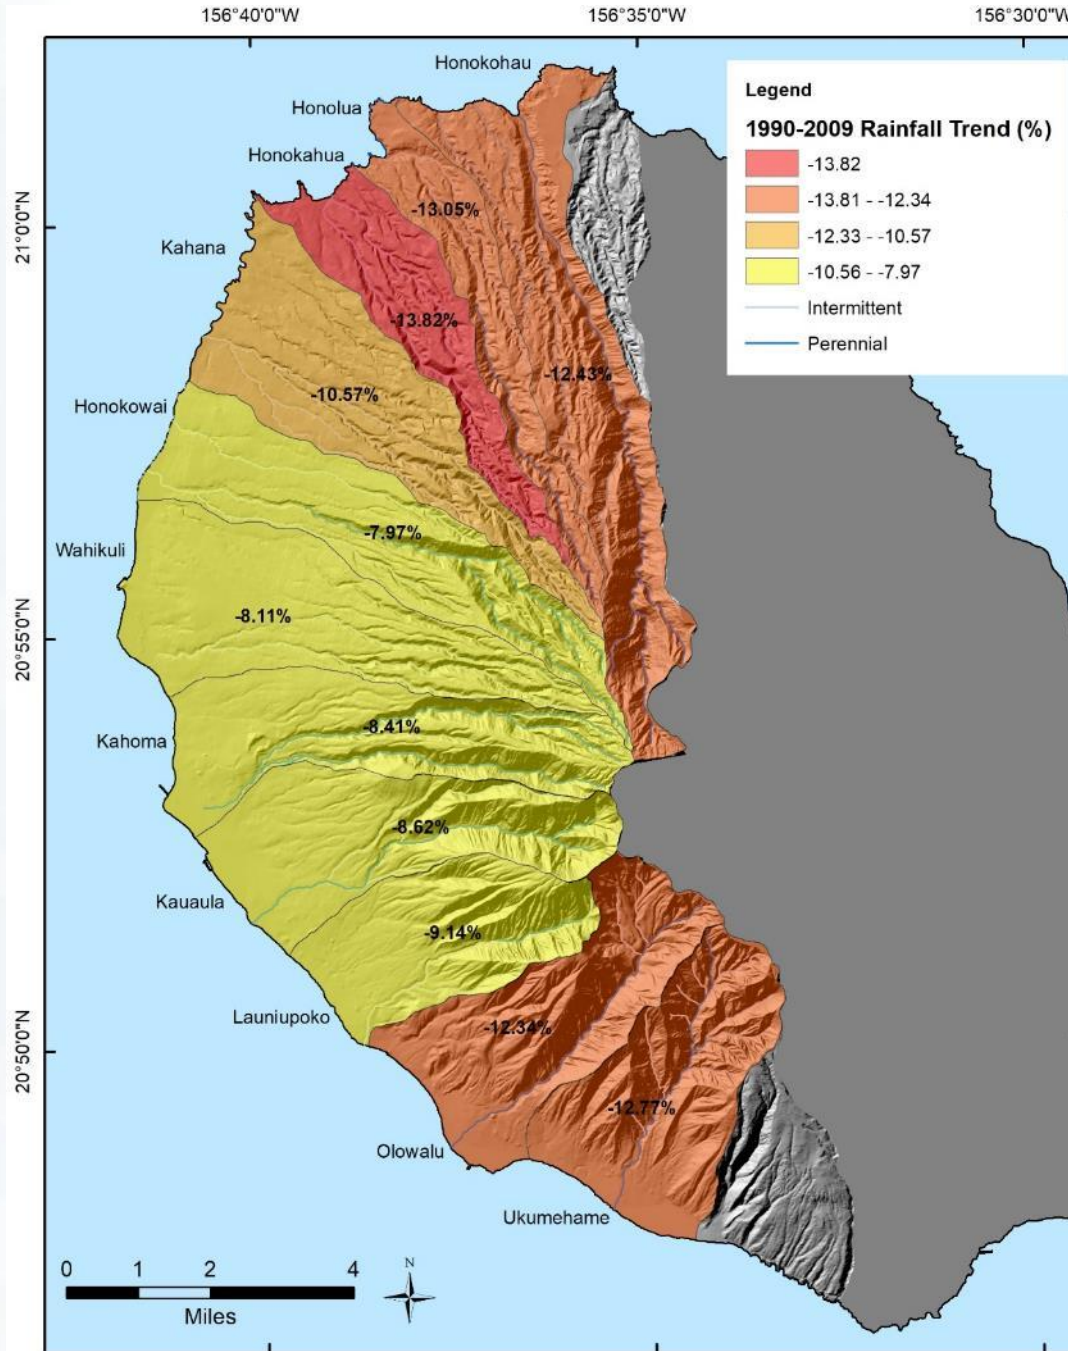 156°40'0"W
156°35'0"W
156°30'0"W
Honokohau
Honolua
Honokahua
Kahana
Honokowai
Wahikuli
Kahoma
Kauaula
Launiupoko
Olowalu
Ukumehame
21°0'0"N
20°55'0"N
20°50'0"N
-13.05%
-13.82%
-12.43%
-10.57%
-7.97%
-8.11%
-8.41%
-8.62%
-9.14%
-12.34%
-12.77%
Legend
1990-2009 Rainfall Trend (%)
-13.82
-13.81 - -12.34
-12.33 - -10.57
-10.56 - -7.97
Intermittent
Perennial
0 1 2 4
Miles
N